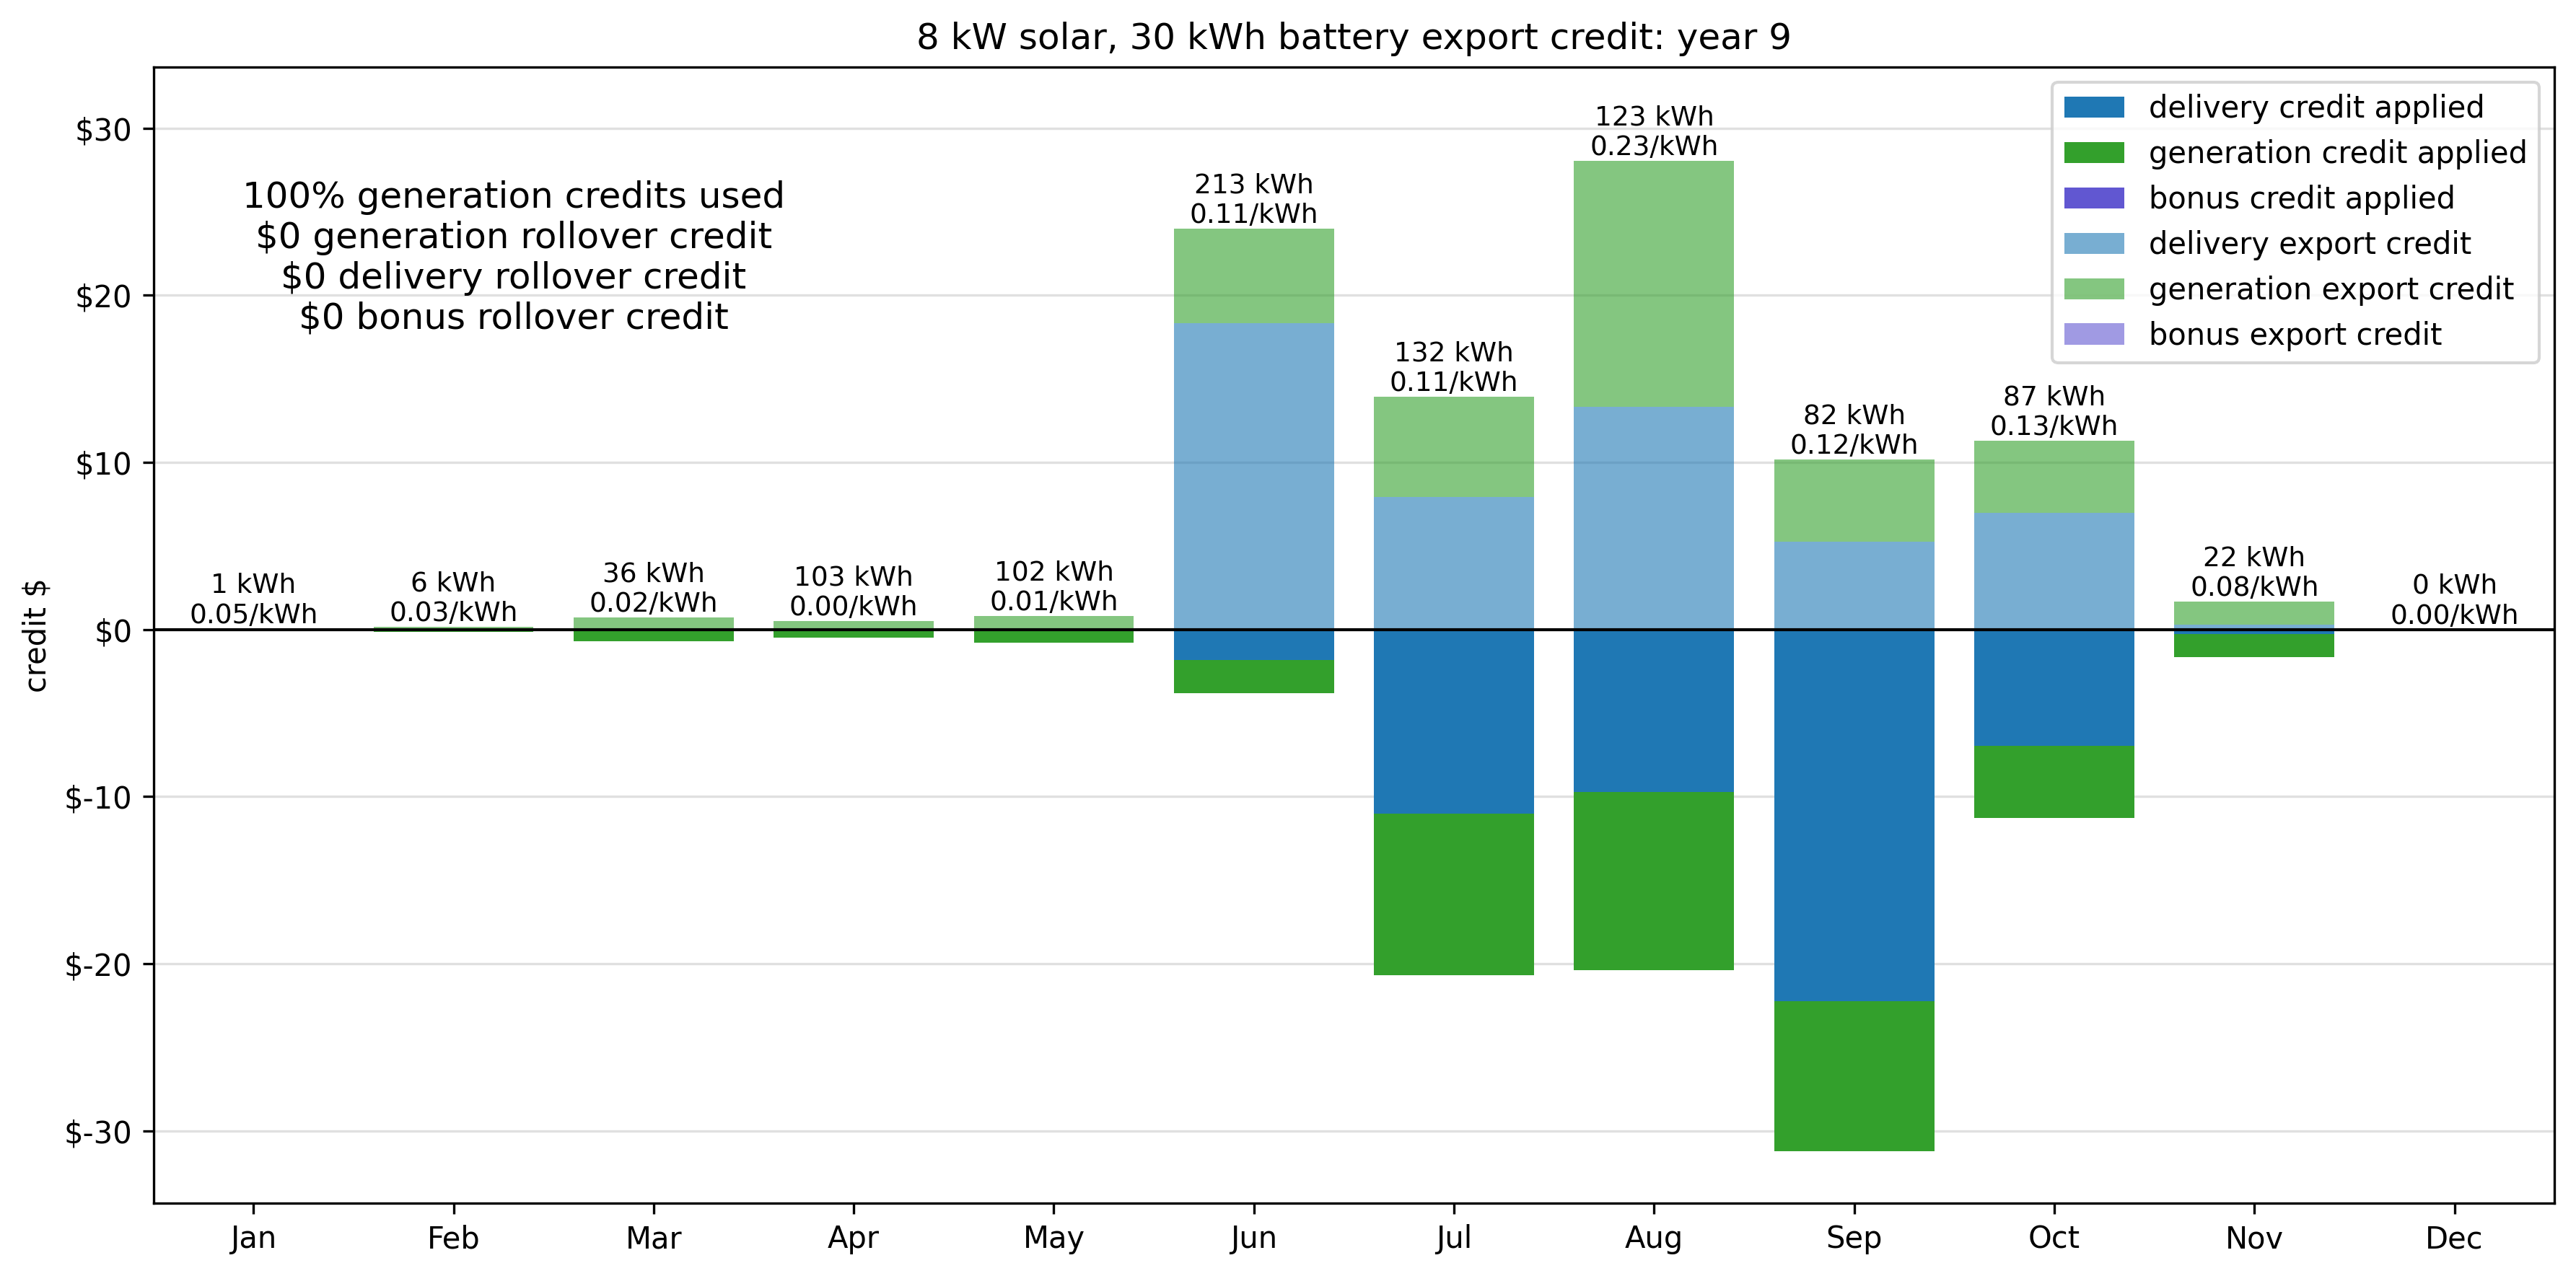 8 kW solar, 30 kWh battery export credit: year 9
credit $
$30
$20
$10
$0
$-10
$-20
$-30
100% generation credits used
$0 generation rollover credit
$0 delivery rollover credit
$0 bonus rollover credit
delivery credit applied
generation credit applied
bonus credit applied
delivery export credit
generation export credit
bonus export credit
1 kWh
0.05/kWh
6 kWh
0.03/kWh
36 kWh
0.02/kWh
103 kWh
0.00/kWh
102 kWh
0.01/kWh
213 kWh
0.11/kWh
132 kWh
0.11/kWh
123 kWh
0.23/kWh
82 kWh
0.12/kWh
87 kWh
0.13/kWh
22 kWh
0.08/kWh
0 kWh
0.00/kWh
Jan
Feb
Mar
Apr
May
Jun
Jul
Aug
Sep
Oct
Nov
Dec